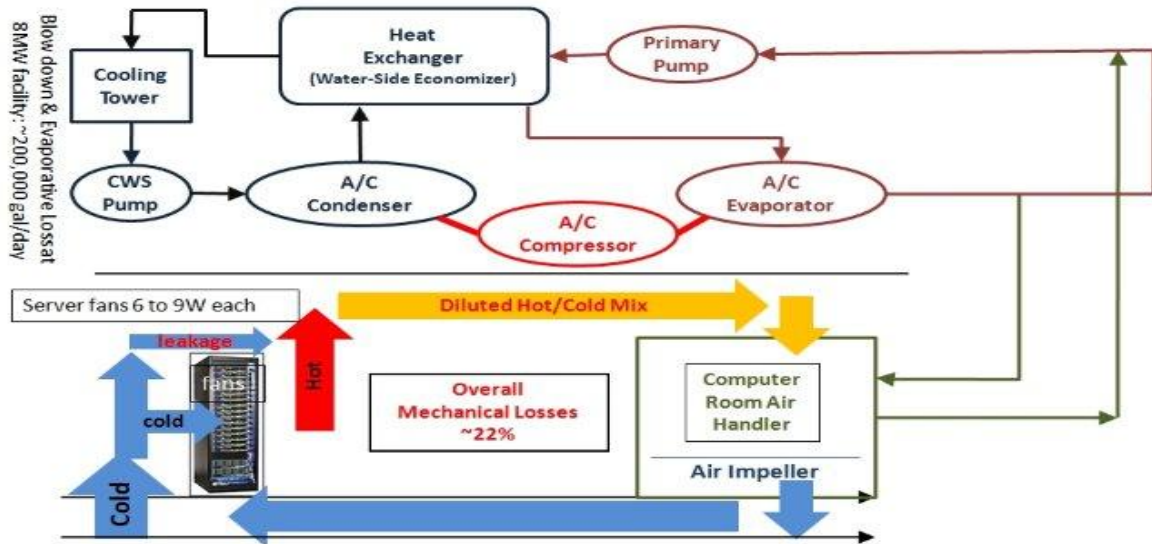 Blow down & Evaporative Lossat
8MW facility: ~200,000 gal/day
Heat
Exchanger
(Water-Side Economizer)
Primary
Pump
Cooling
Tower
CWS
Pump
A/C
Condenser
A/C
Compressor
A/C
Evaporator
Server fans 6 to 9W each
Diluted Hot/Cold Mix
leakage
Hot
fans
cold
Cold
Overall
Mechanical Losses
~22%
Computer
Room Air
Handler
Air Impeller